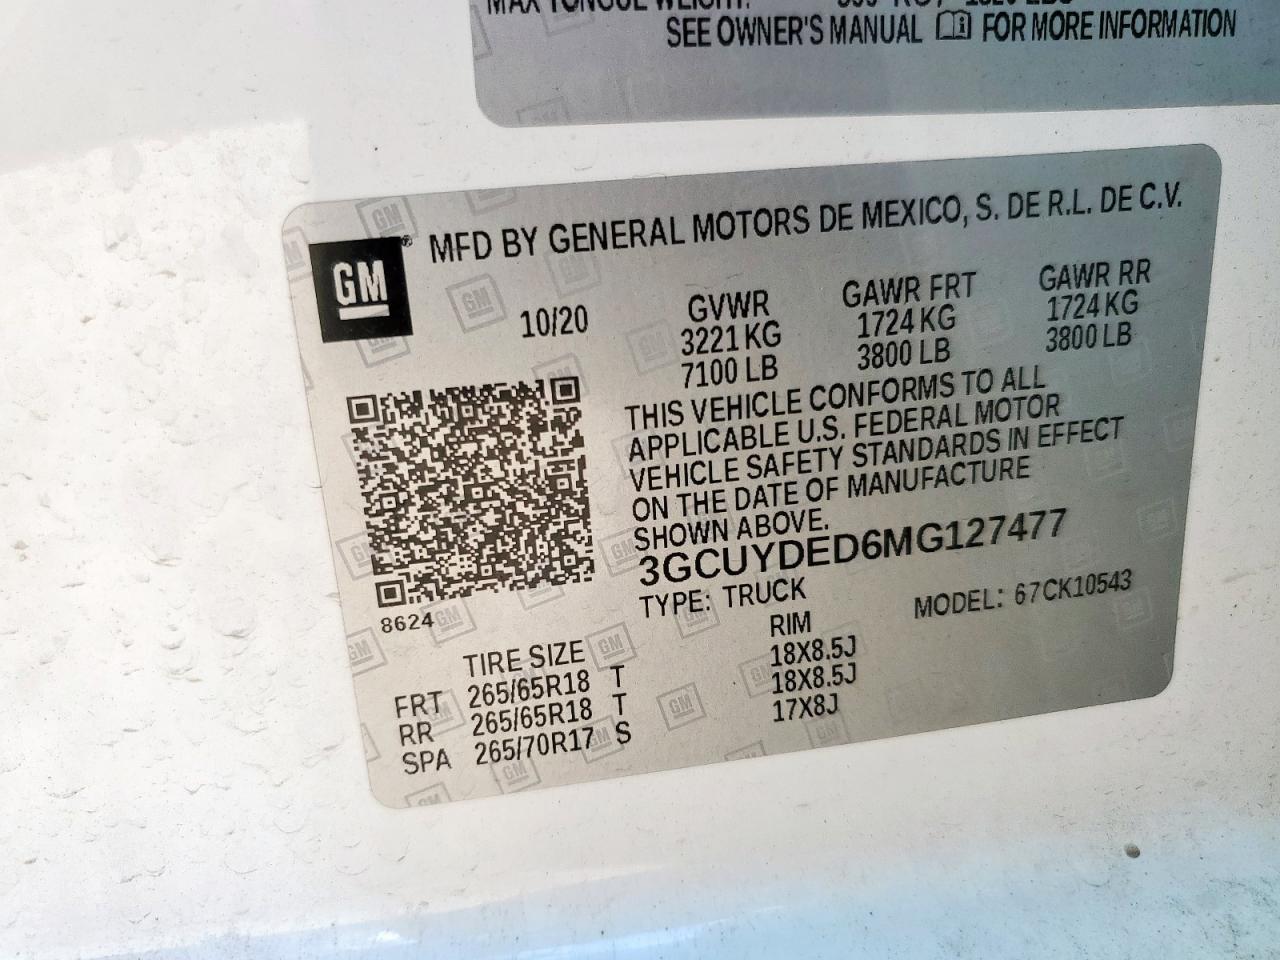 MAX TONGUE WEIGHT:
SEE OWNER'S MANUAL FOR MORE INFORMATION
GM ® MFD BY GENERAL MOTORS DE MEXICO, S. DE R.L. DE C.V.
10/20 GVWR GAWR FRT GAWR RR
3221 KG 1724 KG 1724 KG
7100 LB 3800 LB 3800 LB
THIS VEHICLE CONFORMS TO ALL
APPLICABLE U.S. FEDERAL MOTOR
VEHICLE SAFETY STANDARDS IN EFFECT
ON THE DATE OF MANUFACTURE
SHOWN ABOVE.
3GCUYDED6MG127477
TYPE: TRUCK MODEL: 67CK10543
8624
TIRE SIZE RIM
FRT 265/65R18 T 18X8.5J
RR 265/65R18 T 18X8.5J
SPA 265/70R17 S 17X8J